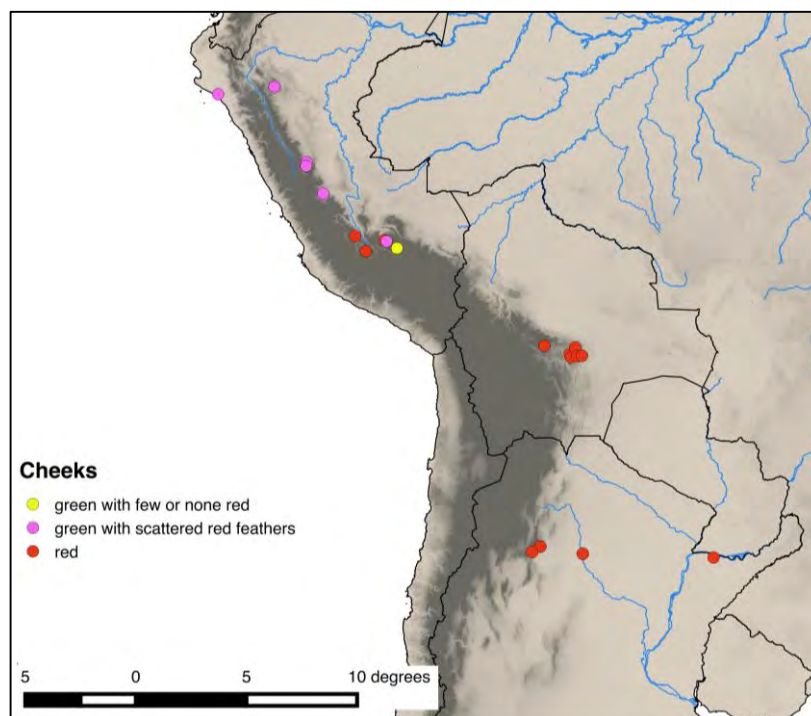 Cheeks
green with few or none red
green with scattered red feathers
red
5 0 5 10 degrees